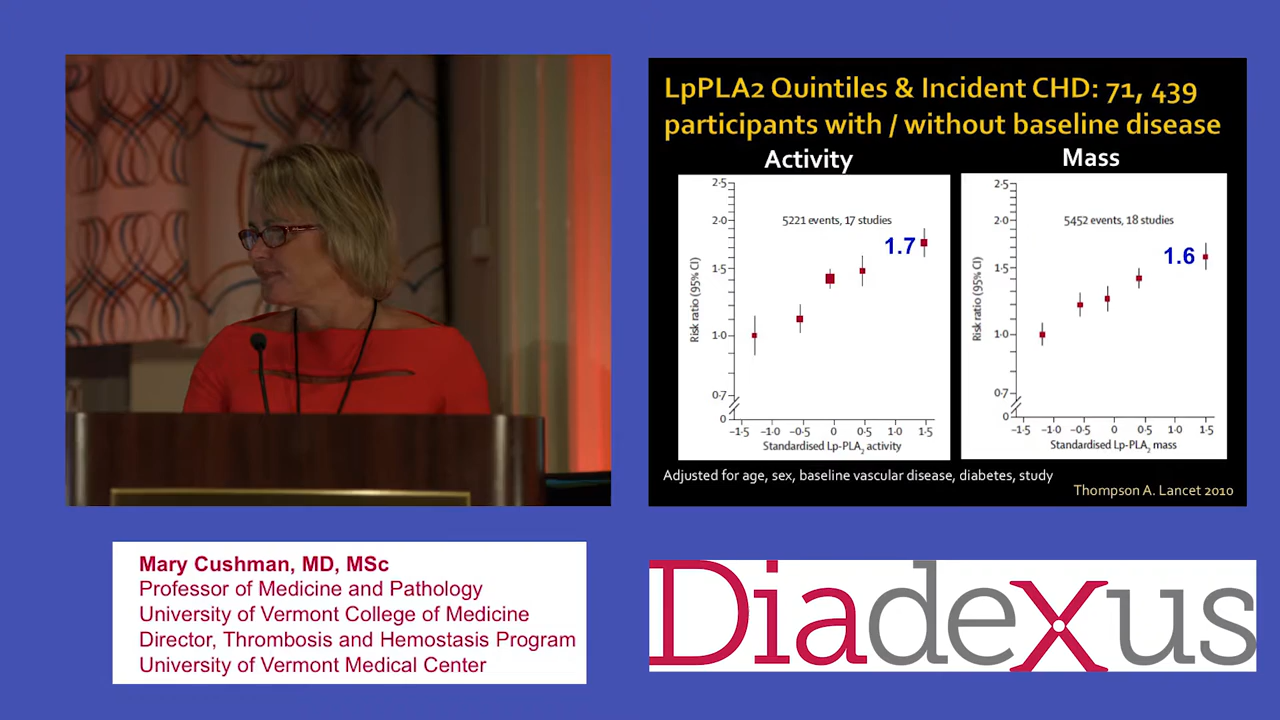 LpPLA2 Quintiles & Incident CHD: 71, 439
participants with / without baseline disease
Activity
2·5
2·0
1·5
1·0
0·7
0
Risk ratio (95% CI)
5221 events, 17 studies
1.7
–1·5 –1·0 –0·5 0 0·5 1·0 1·5
Standardised Lp-PLA2 activity
Mass
2·5
2·0
1·5
1·0
0·7
0
Risk ratio (95% CI)
5452 events, 18 studies
1.6
–1·5 –1·0 –0·5 0 0·5 1·0 1·5
Standardised Lp-PLA2 mass
Adjusted for age, sex, baseline vascular disease, diabetes, study
Thompson A. Lancet 2010
Mary Cushman, MD, MSc
Professor of Medicine and Pathology
University of Vermont College of Medicine
Director, Thrombosis and Hemostasis Program
University of Vermont Medical Center
Diadexus